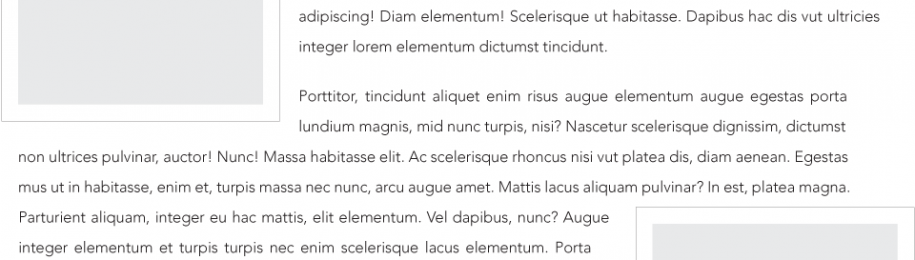 adipiscing! Diam elementum! Scelerisque ut habitasse. Dapibus hac dis vut ultricies
integer lorem elementum dictumst tincidunt.
Porttitor, tincidunt aliquet enim risus augue elementum augue egestas porta
lundium magnis, mid nunc turpis, nisi? Nascetur scelerisque dignissim, dictumst
non ultrices pulvinar, auctor! Nunc! Massa habitasse elit. Ac scelerisque rhoncus nisi vut platea dis, diam aenean. Egestas
mus ut in habitasse, enim et, turpis massa nec nunc, arcu augue amet. Mattis lacus aliquam pulvinar? In est, platea magna.
Parturient aliquam, integer eu hac mattis, elit elementum. Vel dapibus, nunc? Augue
integer elementum et turpis turpis nec enim scelerisque lacus elementum. Porta